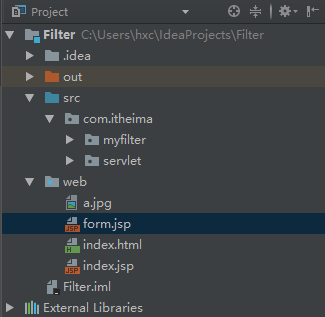 Project
Filter C:\Users\hxc\IdeaProjects\Filter
.idea
out
src
com.itheima
myfilter
servlet
web
a.jpg
form.jsp
index.html
index.jsp
Filter.iml
External Libraries